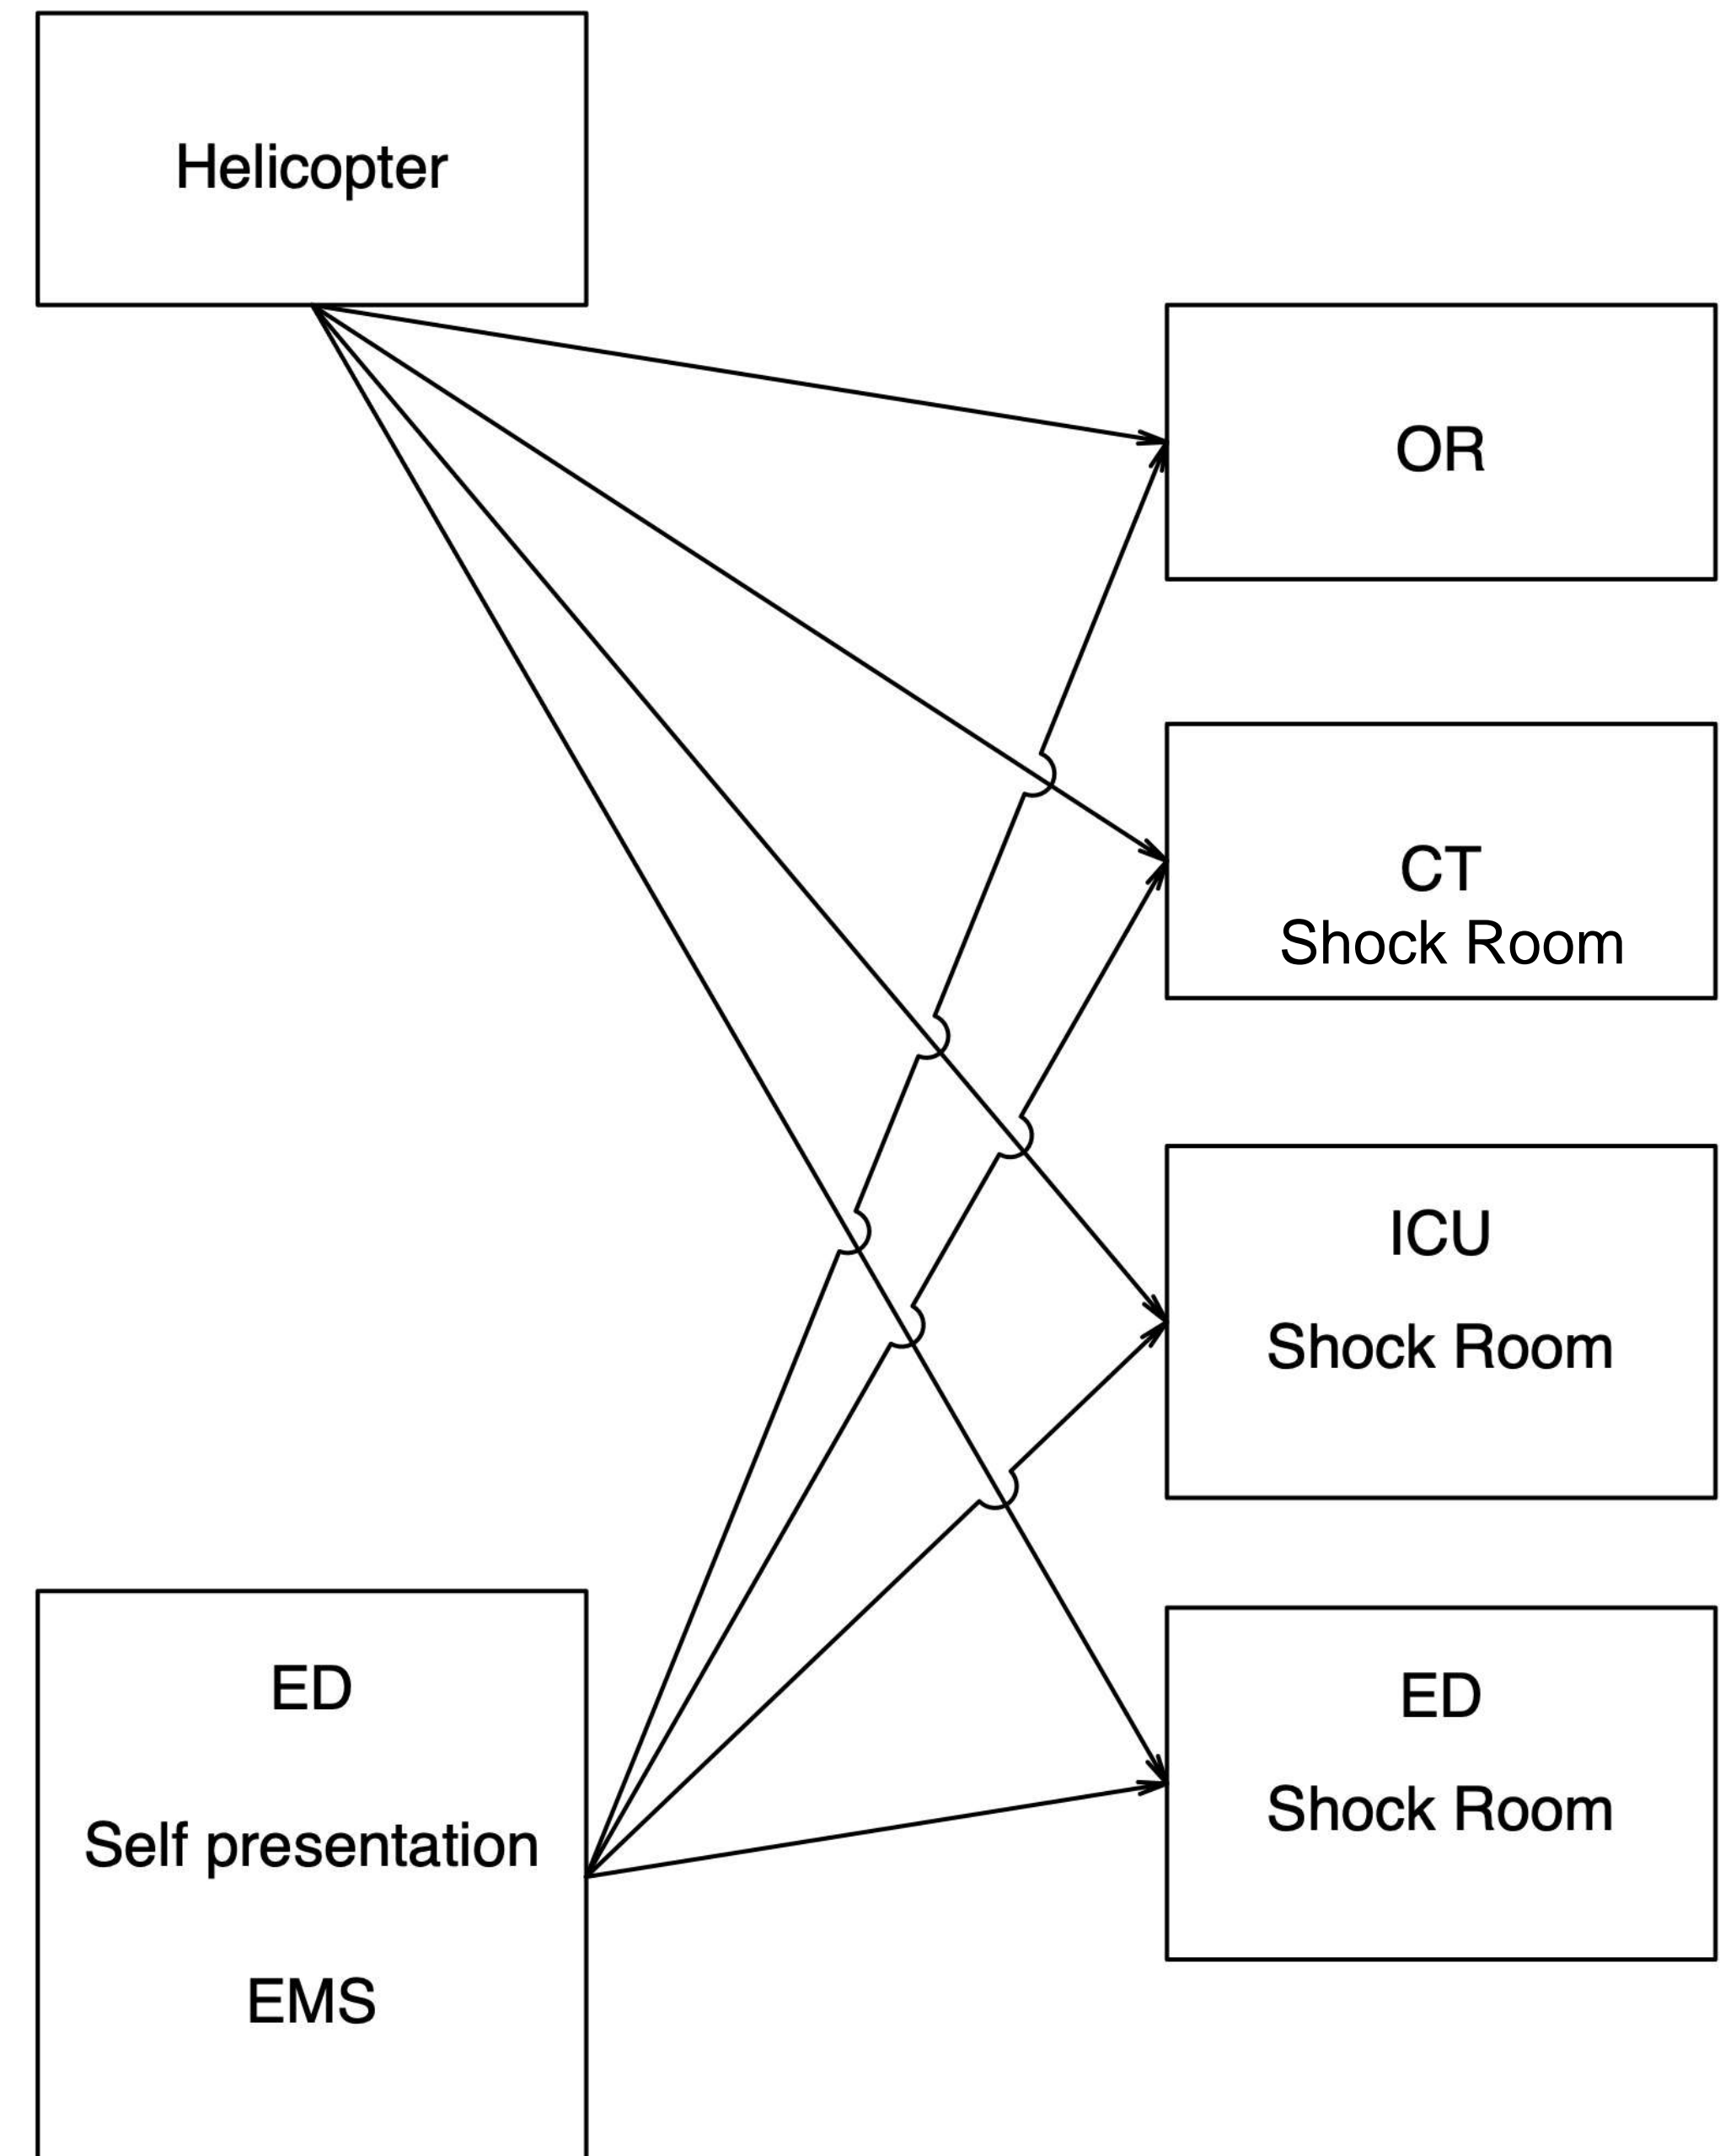 Helicopter
OR
CT
Shock Room
ICU
Shock Room
ED
Self presentation
EMS
ED
Shock Room